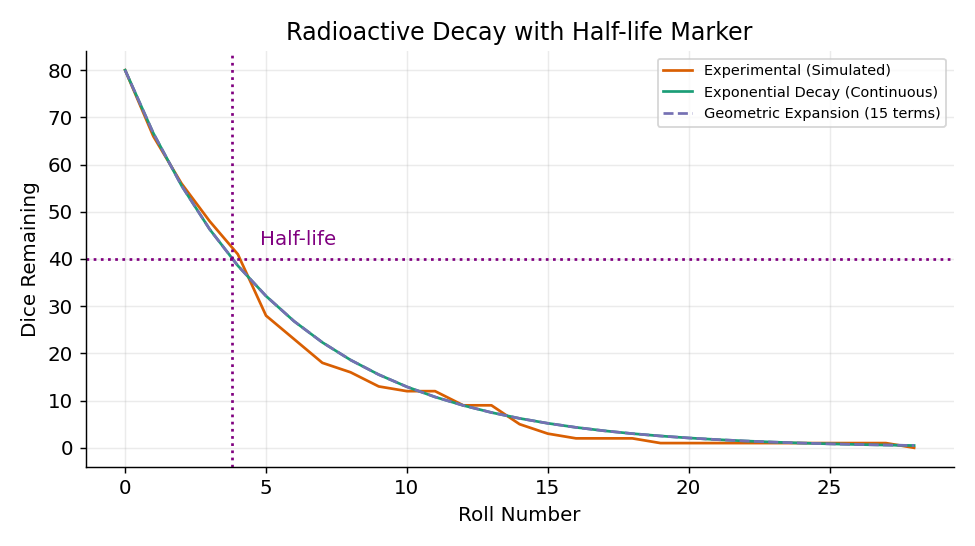 Radioactive Decay with Half-life Marker
Experimental (Simulated)
Exponential Decay (Continuous)
Geometric Expansion (15 terms)
Half-life
Dice Remaining
80
70
60
50
40
30
20
10
0
0 5 10 15 20 25
Roll Number